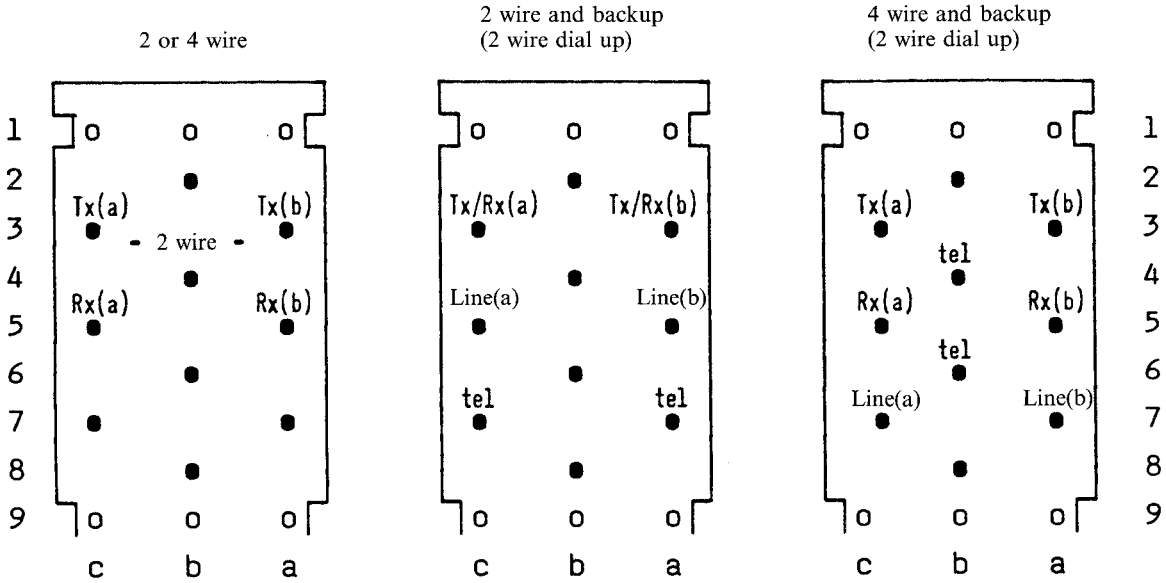 2 or 4 wire
2 wire and backup
(2 wire dial up)
4 wire and backup
(2 wire dial up)
1 1
2 2
Tx(a) Tx(b) Tx/Rx(a) Tx/Rx(b) Tx(a) Tx(b)
3 3
- 2 wire -
tel
4 4
Rx(a) Rx(b) Line(a) Line(b) Rx(a) Rx(b)
5 5
tel
6 6
tel tel Line(a) Line(b)
7 7
8 8
9 9
c b a c b a c b a